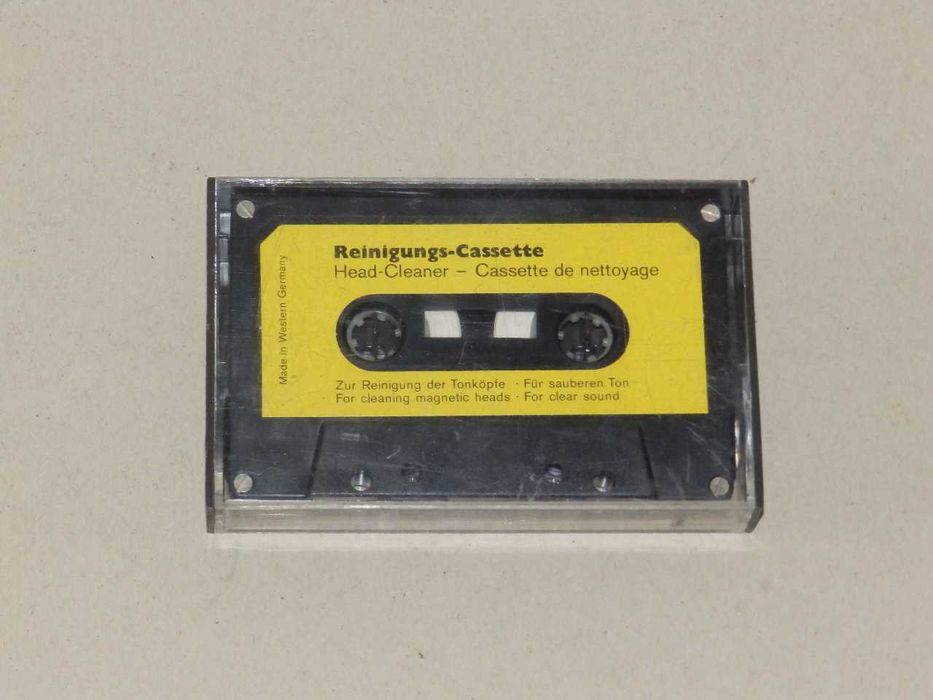 Reinigungs-Cassette
Head-Cleaner – Cassette de nettoyage
Made in Western Germany
Zur Reinigung der Tonköpfe · Für sauberen Ton
· For cleaning magnetic heads · For clear sound